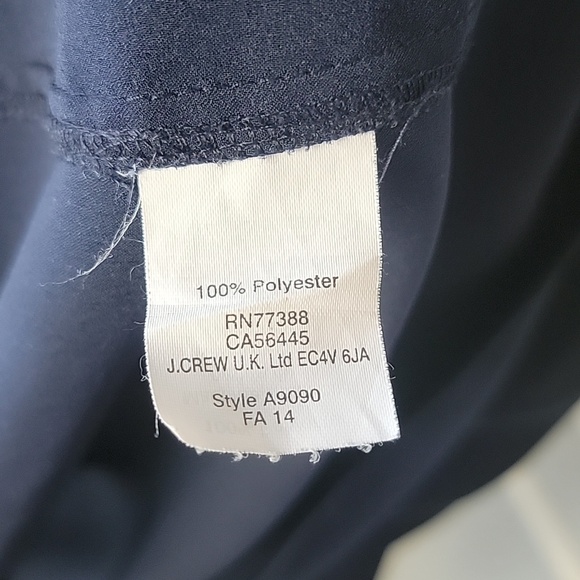 100% Polyester
RN77388
CA56445
J.CREW U.K. Ltd EC4V 6JA
Style A9090
FA 14